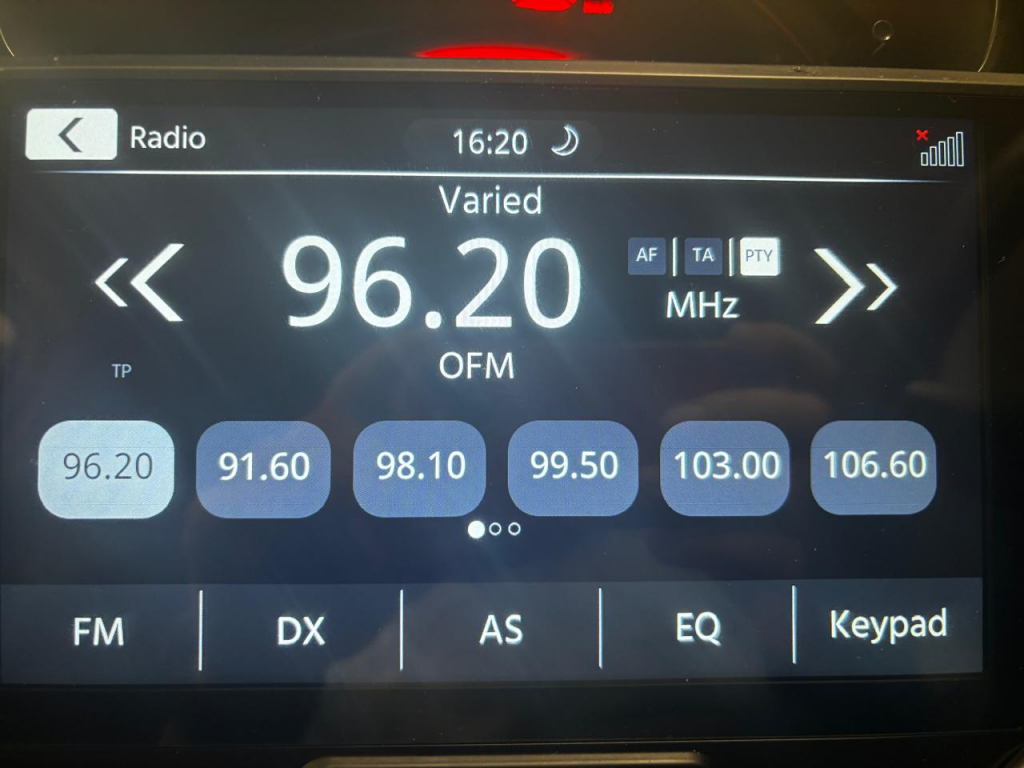 Radio 16:20
Varied
96.20 AF TA PTY
MHz
OFM
TP
96.20 91.60 98.10 99.50 103.00 106.60
FM DX AS EQ Keypad